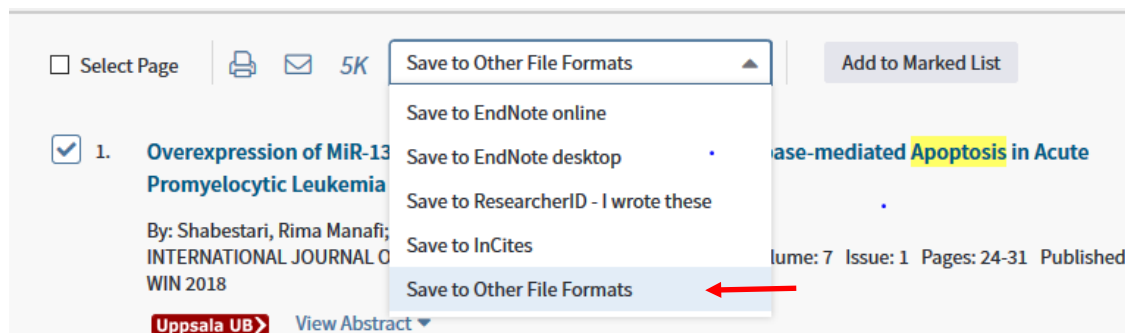 Select Page 5K Save to Other File Formats Add to Marked List
Save to EndNote online
Save to EndNote desktop
Save to ResearcherID - I wrote these
Save to InCites
Save to Other File Formats
1. Overexpression of MiR-13 ase-mediated Apoptosis in Acute
Promyelocytic Leukemia
By: Shabestari, Rima Manafi;
INTERNATIONAL JOURNAL O lume: 7 Issue: 1 Pages: 24-31 Published
WIN 2018
Uppsala UB View Abstract